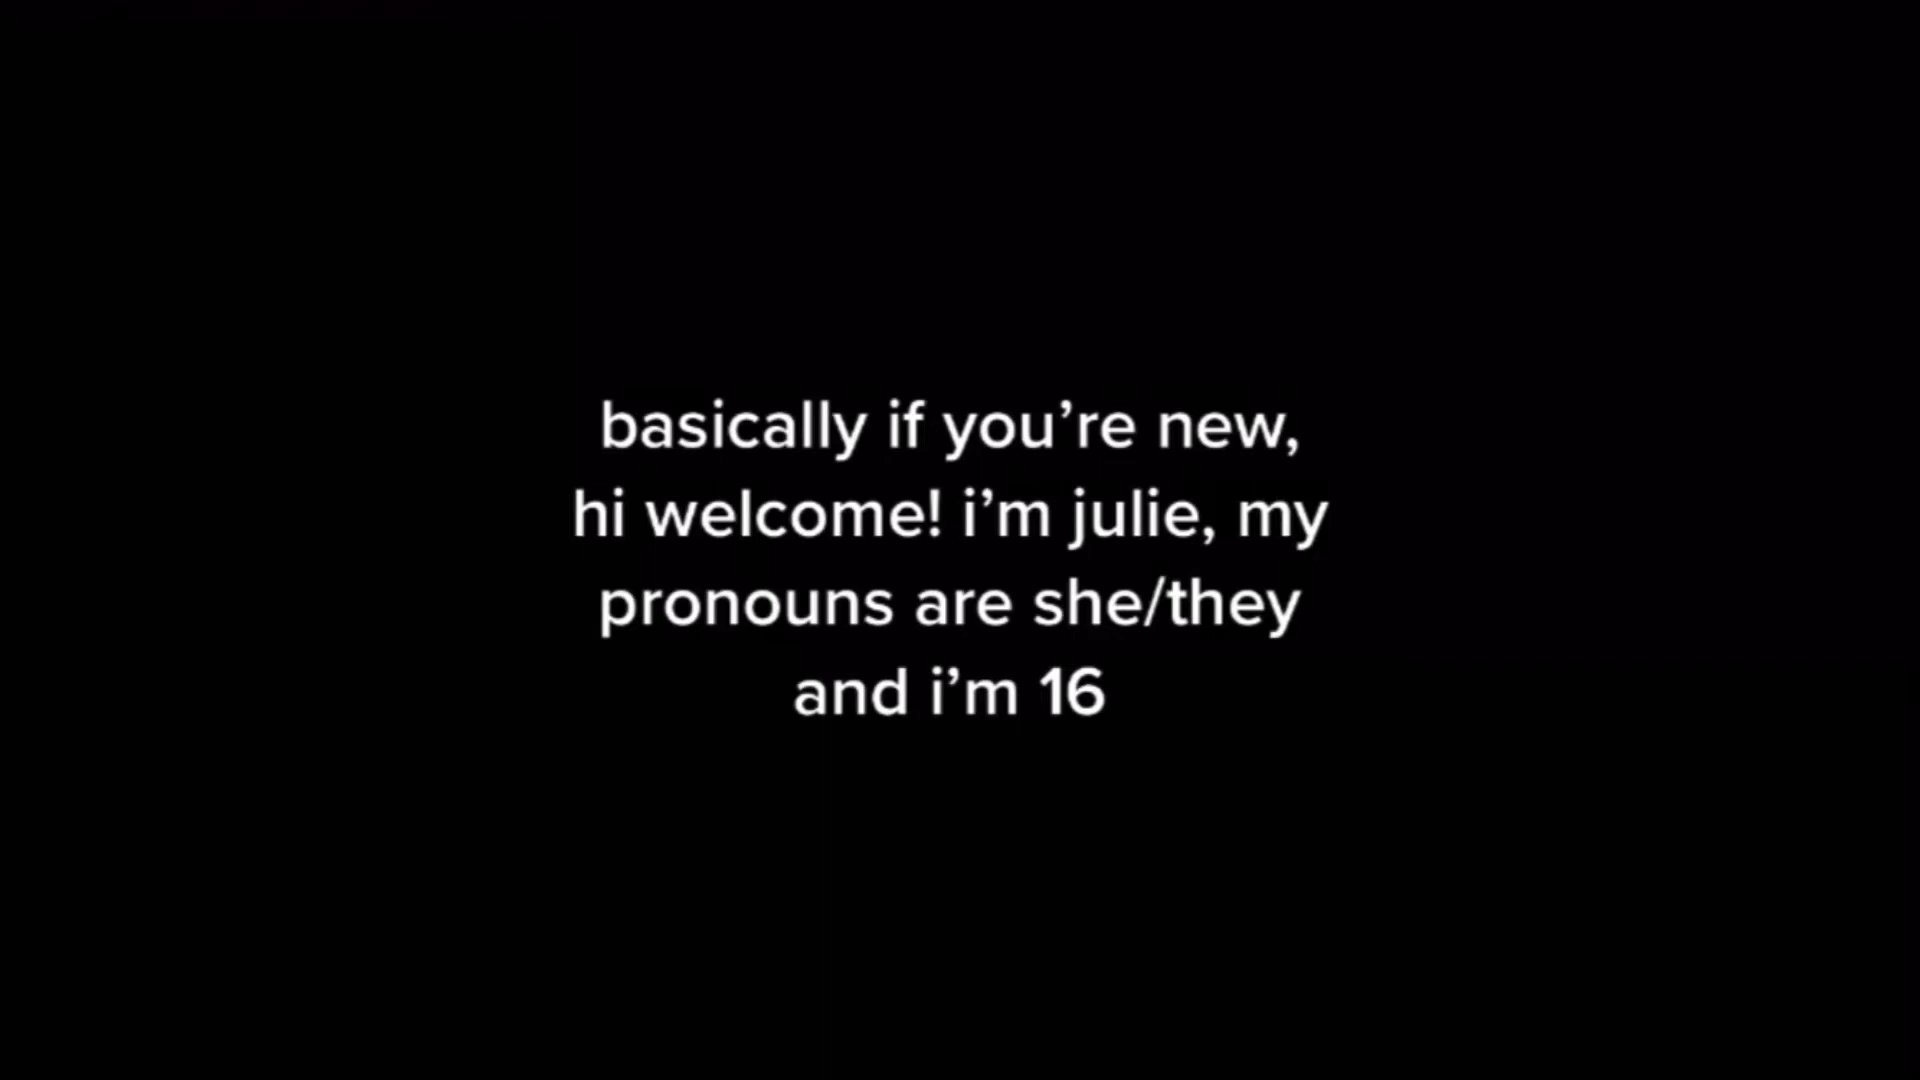 basically if you’re new,
hi welcome! i’m julie, my
pronouns are she/they
and i’m 16